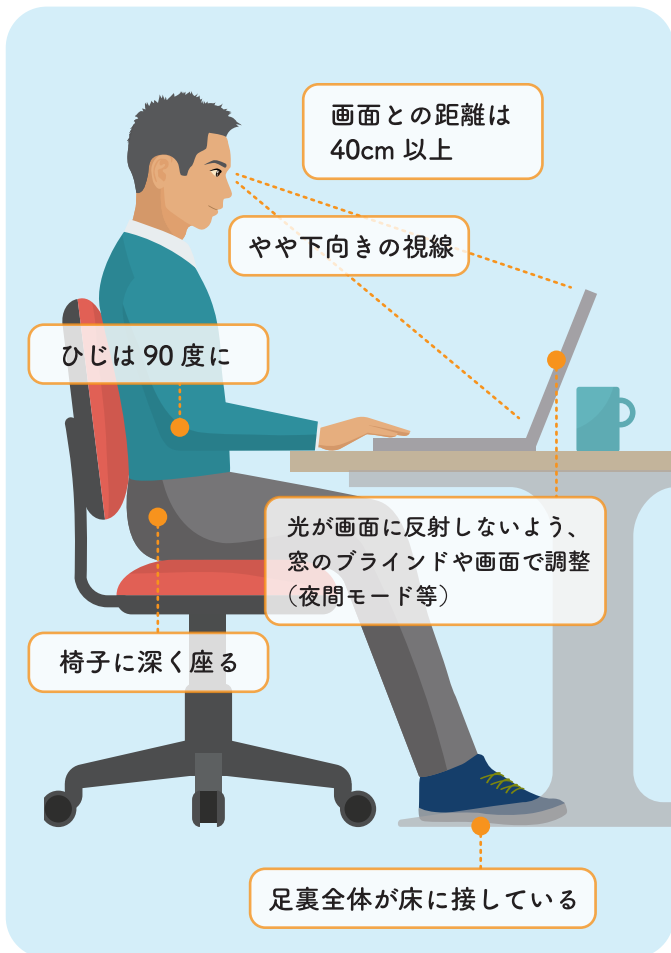 画面との距離は
40cm 以上
やや下向きの視線
ひじは 90 度に
光が画面に反射しないよう、
窓のブラインドや画面で調整
（夜間モード等）
椅子に深く座る
足裏全体が床に接している